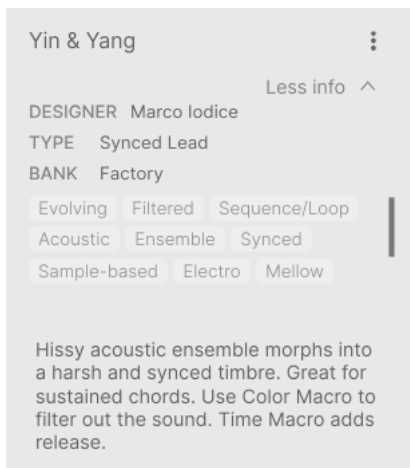 Yin & Yang
Less info
DESIGNER Marco Iodice
TYPE Synced Lead
BANK Factory
Evolving Filtered Sequence/Loop
Acoustic Ensemble Synced
Sample-based Electro Mellow
Hissy acoustic ensemble morphs into
a harsh and synced timbre. Great for
sustained chords. Use Color Macro to
filter out the sound. Time Macro adds
release.